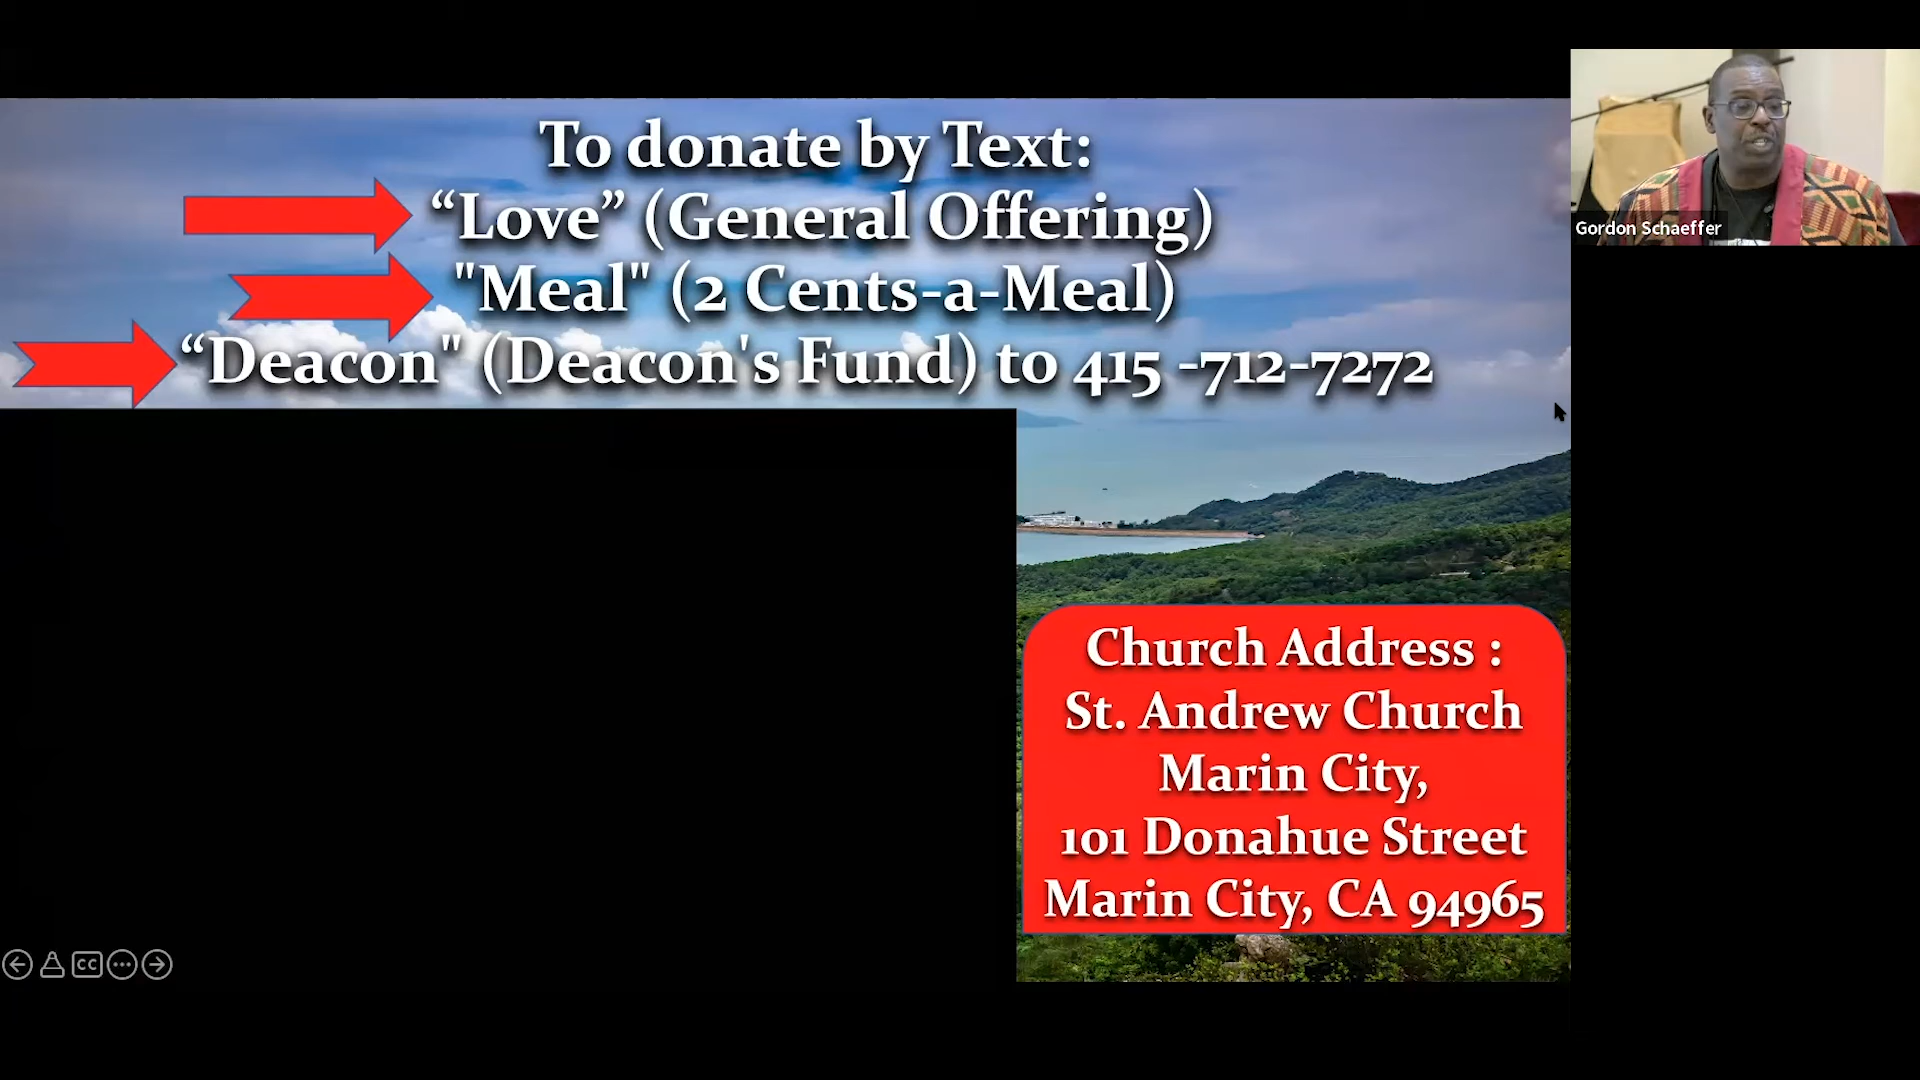 To donate by Text:
“Love” (General Offering)
"Meal" (2 Cents-a-Meal)
“Deacon" (Deacon's Fund) to 415 -712-7272
Gordon Schaeffer
Church Address :
St. Andrew Church
Marin City,
101 Donahue Street
Marin City, CA 94965
CC